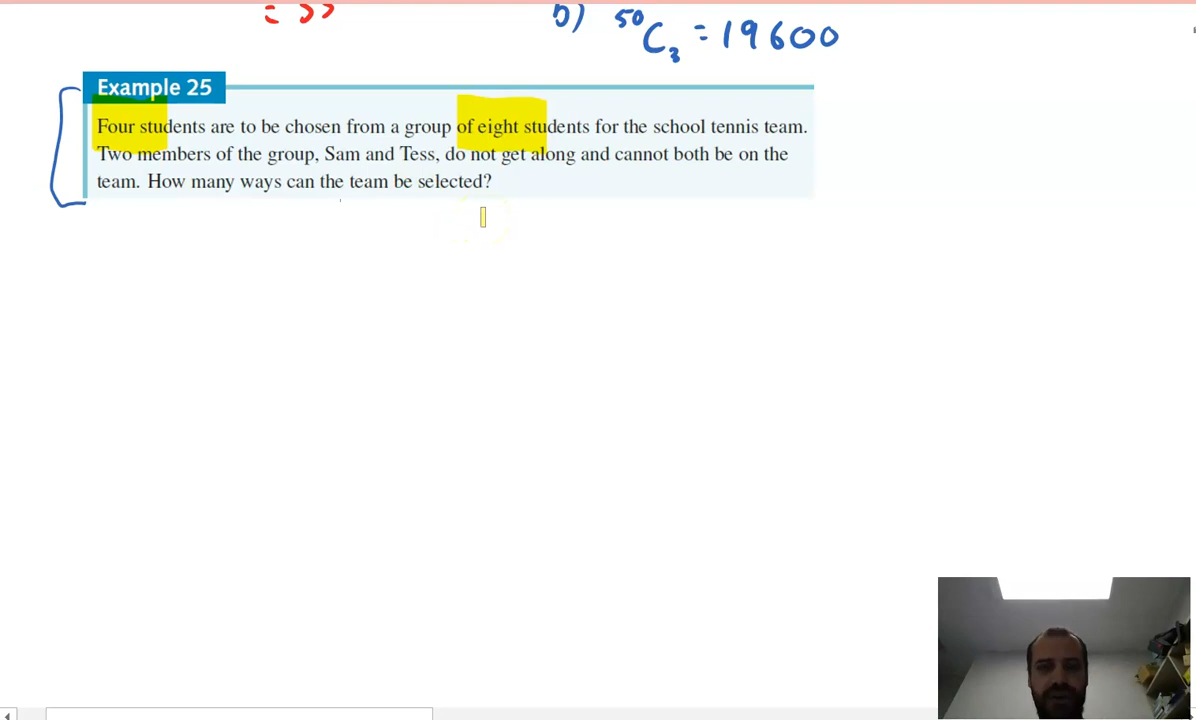 b) ⁵⁰C₃ = 19600
Example 25
Four students are to be chosen from a group of eight students for the school tennis team.
Two members of the group, Sam and Tess, do not get along and cannot both be on the
team. How many ways can the team be selected?